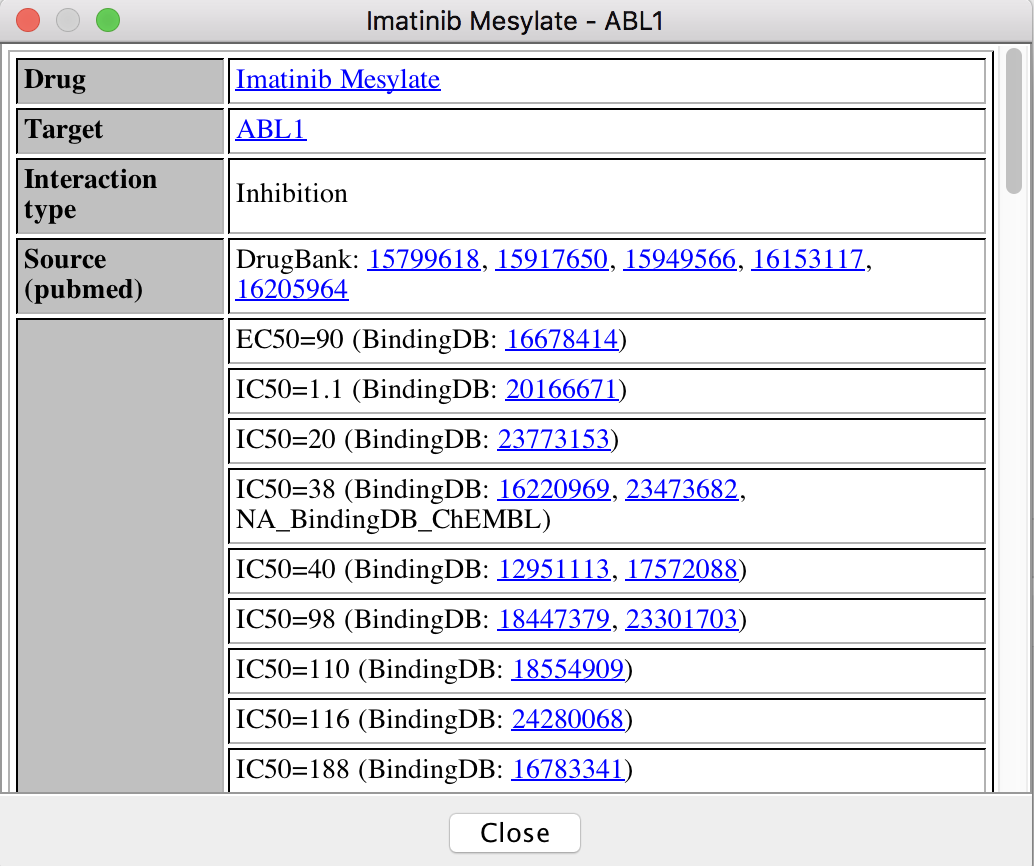 Imatinib Mesylate - ABL1
Drug
Imatinib Mesylate
Target
ABL1
Interaction
type
Inhibition
Source
(pubmed)
DrugBank: 15799618, 15917650, 15949566, 16153117,
16205964
EC50=90 (BindingDB: 16678414)
IC50=1.1 (BindingDB: 20166671)
IC50=20 (BindingDB: 23773153)
IC50=38 (BindingDB: 16220969, 23473682,
NA_BindingDB_ChEMBL)
IC50=40 (BindingDB: 12951113, 17572088)
IC50=98 (BindingDB: 18447379, 23301703)
IC50=110 (BindingDB: 18554909)
IC50=116 (BindingDB: 24280068)
IC50=188 (BindingDB: 16783341)
Close